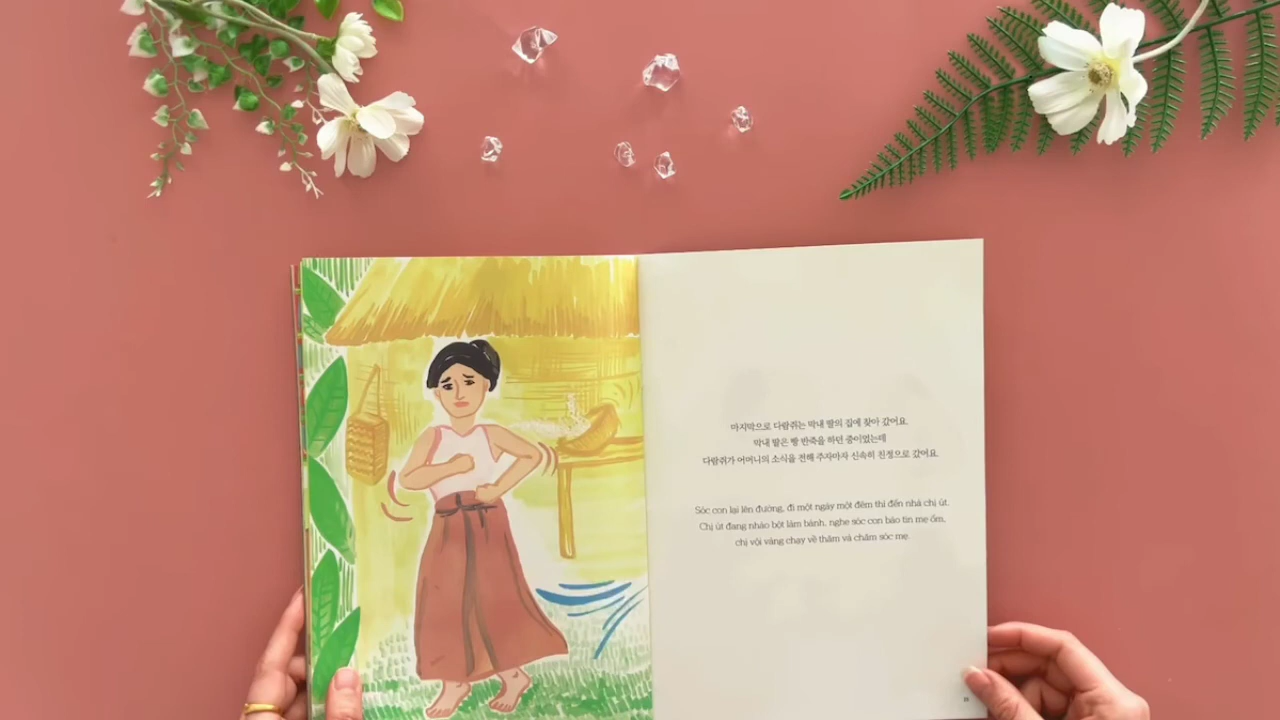 마지막으로 다람쥐는 막내 딸의 집에 찾아 갔어요.
막내 딸은 빵 반죽을 하던 중이었는데
다람쥐가 어머니의 소식을 전해 주자마자 신속히 친정으로 갔어요.
Sóc con lại lên đường, đi một ngày một đêm thì đến nhà chị út.
Chị út đang nhào bột làm bánh, nghe sóc con báo tin mẹ ốm,
chị vội vàng chạy về thăm và chăm sóc mẹ.